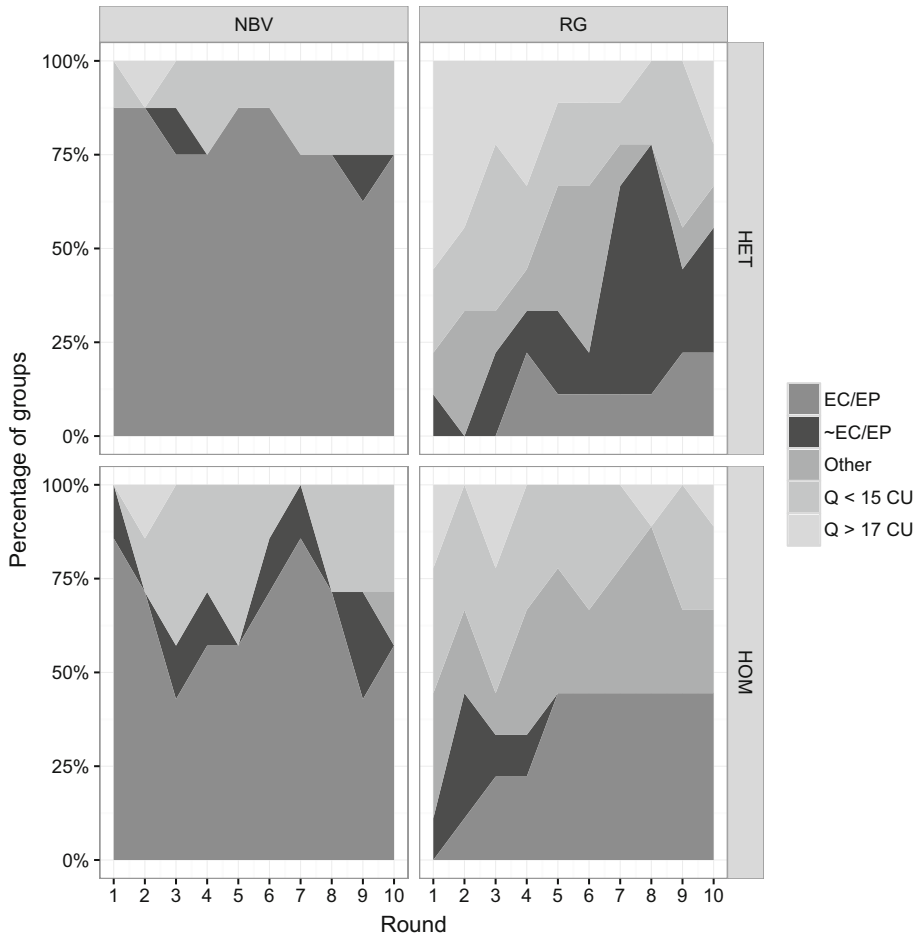 NBV RG
100%
75%
50%
25%
0%
HET
100%
75%
50%
25%
0%
HOM
Percentage of groups
1 2 3 4 5 6 7 8 9 10 1 2 3 4 5 6 7 8 9 10
Round
EC/EP
~EC/EP
Other
Q < 15 CU
Q > 17 CU